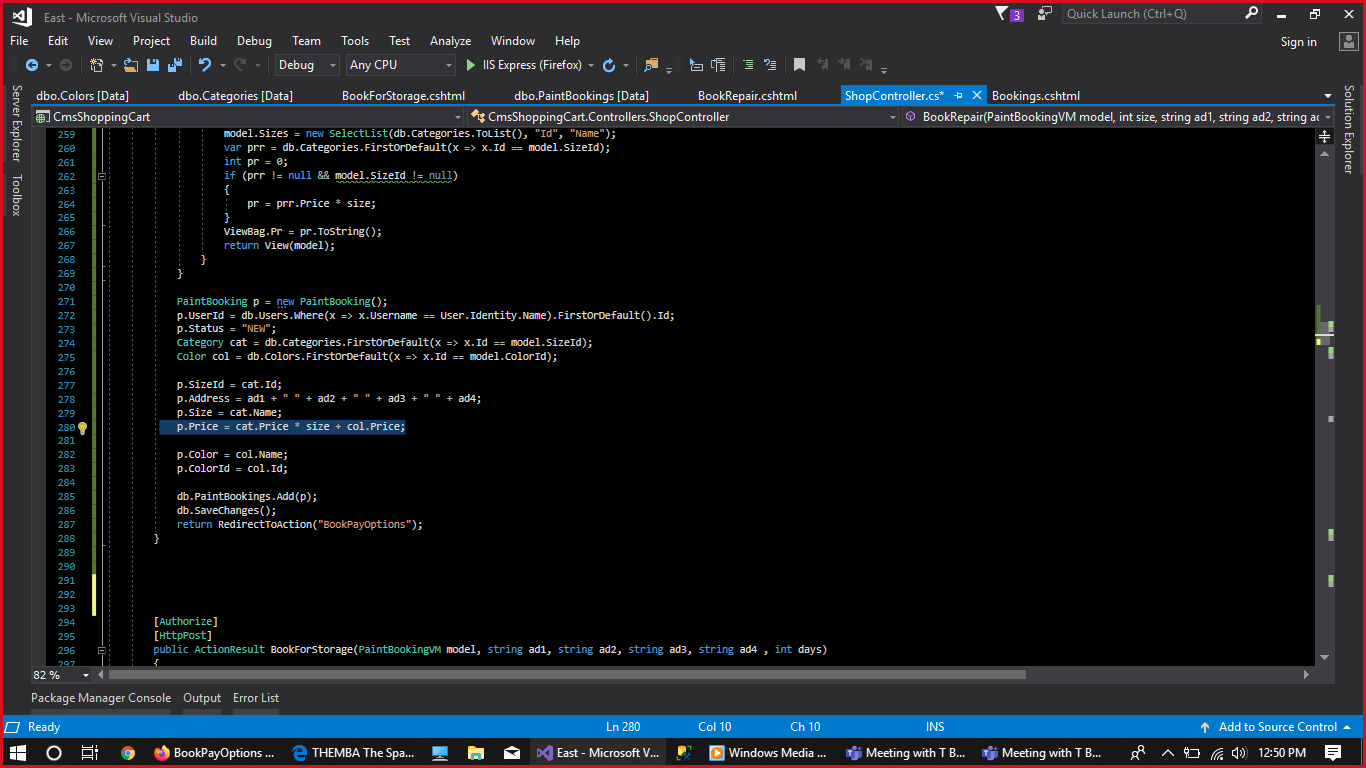 East - Microsoft Visual Studio
3
Quick Launch (Ctrl+Q)
File Edit View Project Build Debug Team Tools Test Analyze Window Help
Sign in
Debug Any CPU IIS Express (Firefox)
Server Explorer
Toolbox
Solution Explorer
dbo.Colors [Data] dbo.Categories [Data] BookForStorage.cshtml dbo.PaintBookings [Data] BookRepair.cshtml ShopController.cs* Bookings.cshtml
CmsShoppingCart CmsShoppingCart.Controllers.ShopController BookRepair(PaintBookingVM model, int size, string ad1, string ad2, string
259 model.Sizes = new SelectList(db.Categories.ToList(), "Id", "Name");
260 var prr = db.Categories.FirstOrDefault(x => x.Id == model.SizeId);
261 int pr = 0;
262 if (prr != null && model.SizeId != null)
263 {
264 pr = prr.Price * size;
265 }
266 ViewBag.Pr = pr.ToString();
267 return View(model);
268 }
269 }
270
271 PaintBooking p = new PaintBooking();
272 p.UserId = db.Users.Where(x => x.Username == User.Identity.Name).FirstOrDefault().Id;
273 p.Status = "NEW";
274 Category cat = db.Categories.FirstOrDefault(x => x.Id == model.SizeId);
275 Color col = db.Colors.FirstOrDefault(x => x.Id == model.ColorId);
276
277 p.SizeId = cat.Id;
278 p.Address = ad1 + " " + ad2 + " " + ad3 + " " + ad4;
279 p.Size = cat.Name;
280 p.Price = cat.Price * size + col.Price;
281
282 p.Color = col.Name;
283 p.ColorId = col.Id;
284
285 db.PaintBookings.Add(p);
286 db.SaveChanges();
287 return RedirectToAction("BookPayOptions");
288 }
289
290
291
292
293
294 [Authorize]
295 [HttpPost]
296 public ActionResult BookForStorage(PaintBookingVM model, string ad1, string ad2, string ad3, string ad4 , int days)
297 {
82 %
Package Manager Console Output Error List
Ready Ln 280 Col 10 Ch 10 INS Add to Source Control
BookPayOptions ... THEMBA The Spa... East - Microsoft V... Windows Media ... Meeting with T B... Meeting with T B... 12:50 PM